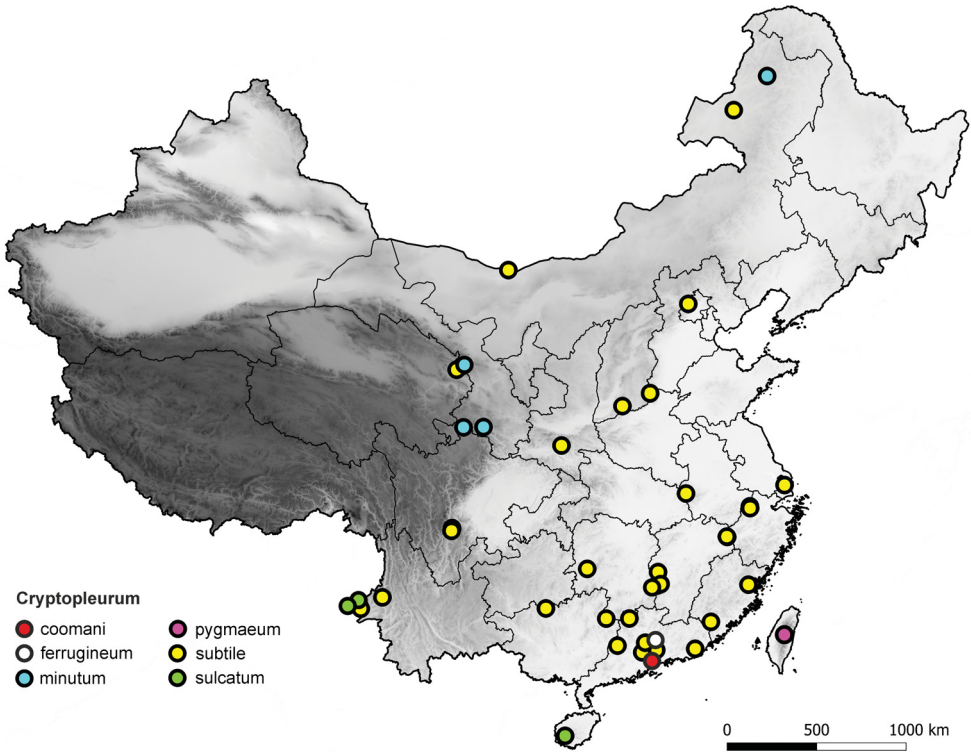 Cryptopleurum
coomani
pygmaeum
ferrugineum
subtile
minutum
sulcatum
0 500 1000 km